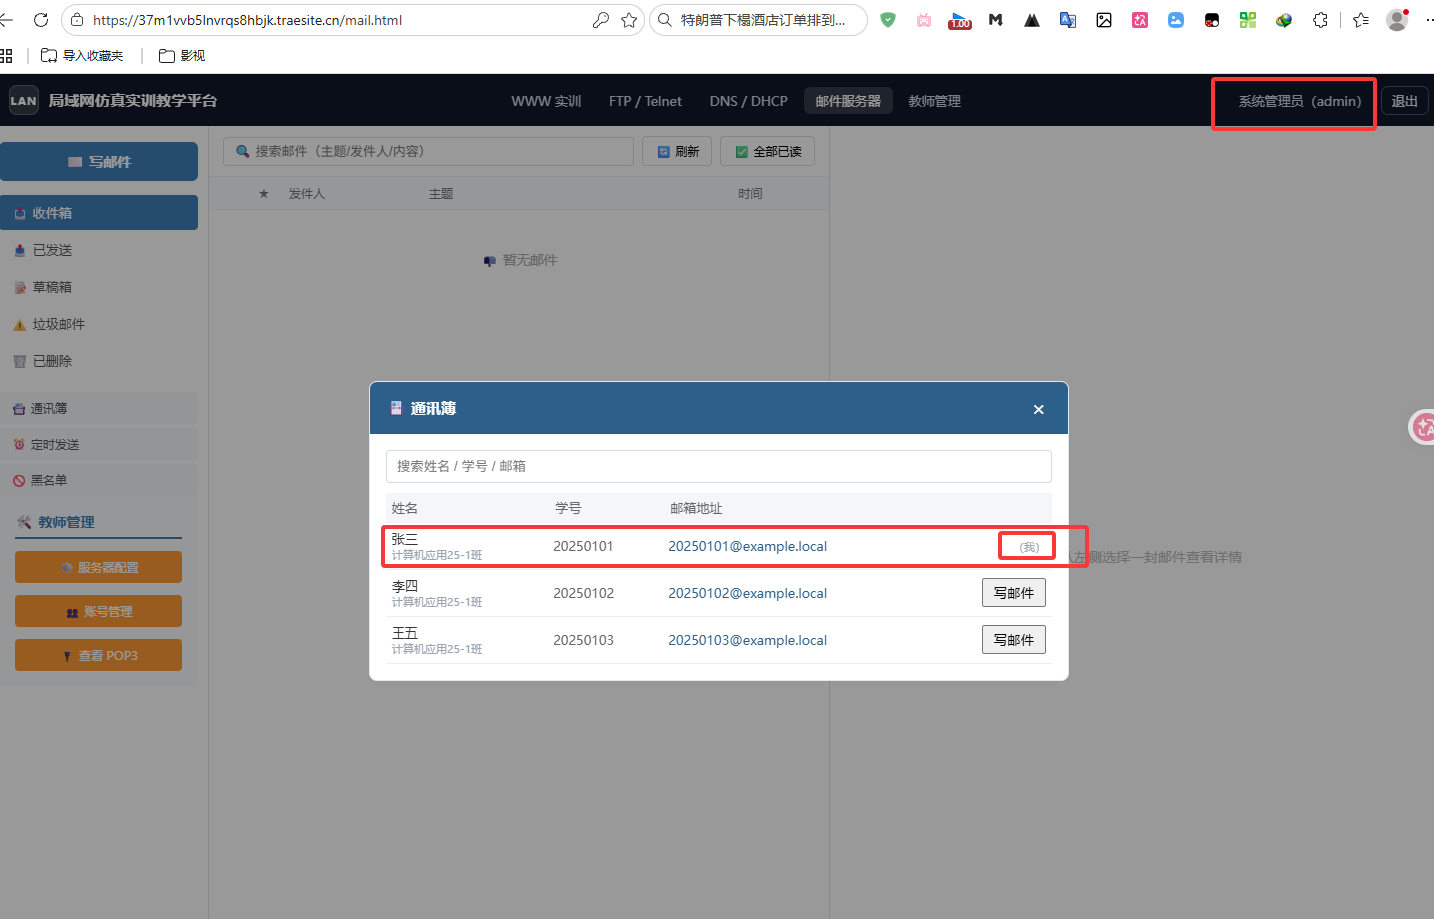 https://37m1vvb5lnvrqs8hbjk.traesite.cn/mail.html
特朗普下榻酒店订单排到...
1.00
导入收藏夹
影视
LAN
局域网仿真实训教学平台
WWW 实训
FTP / Telnet
DNS / DHCP
邮件服务器
教师管理
系统管理员（admin）
退出
写邮件
搜索邮件（主题/发件人/内容）
刷新
全部已读
★
发件人
主题
时间
收件箱
已发送
暂无邮件
草稿箱
垃圾邮件
已删除
通讯簿
定时发送
黑名单
教师管理
服务器配置
账号管理
查看 POP3
通讯簿
×
搜索姓名 / 学号 / 邮箱
姓名
学号
邮箱地址
张三
计算机应用25-1班
20250101
20250101@example.local
（我）
左侧选择一封邮件查看详情
李四
计算机应用25-1班
20250102
20250102@example.local
写邮件
王五
计算机应用25-1班
20250103
20250103@example.local
写邮件